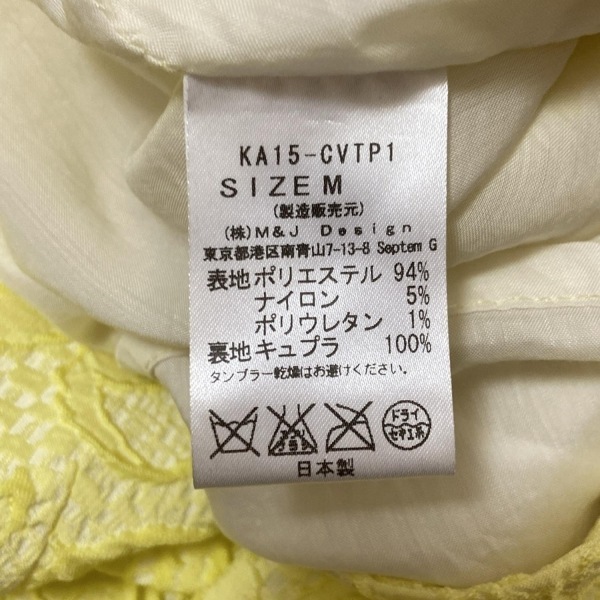 KA15-CVTP1
SIZE M
(製造販売元)
(株)M&J Design
東京都港区南青山7-13-8 Septem G
表地 ポリエステル 94%
ナイロン 5%
ポリウレタン 1%
裏地 キュプラ 100%
タンブラー乾燥はお避けください。
ドライ
セキユ系
日本製